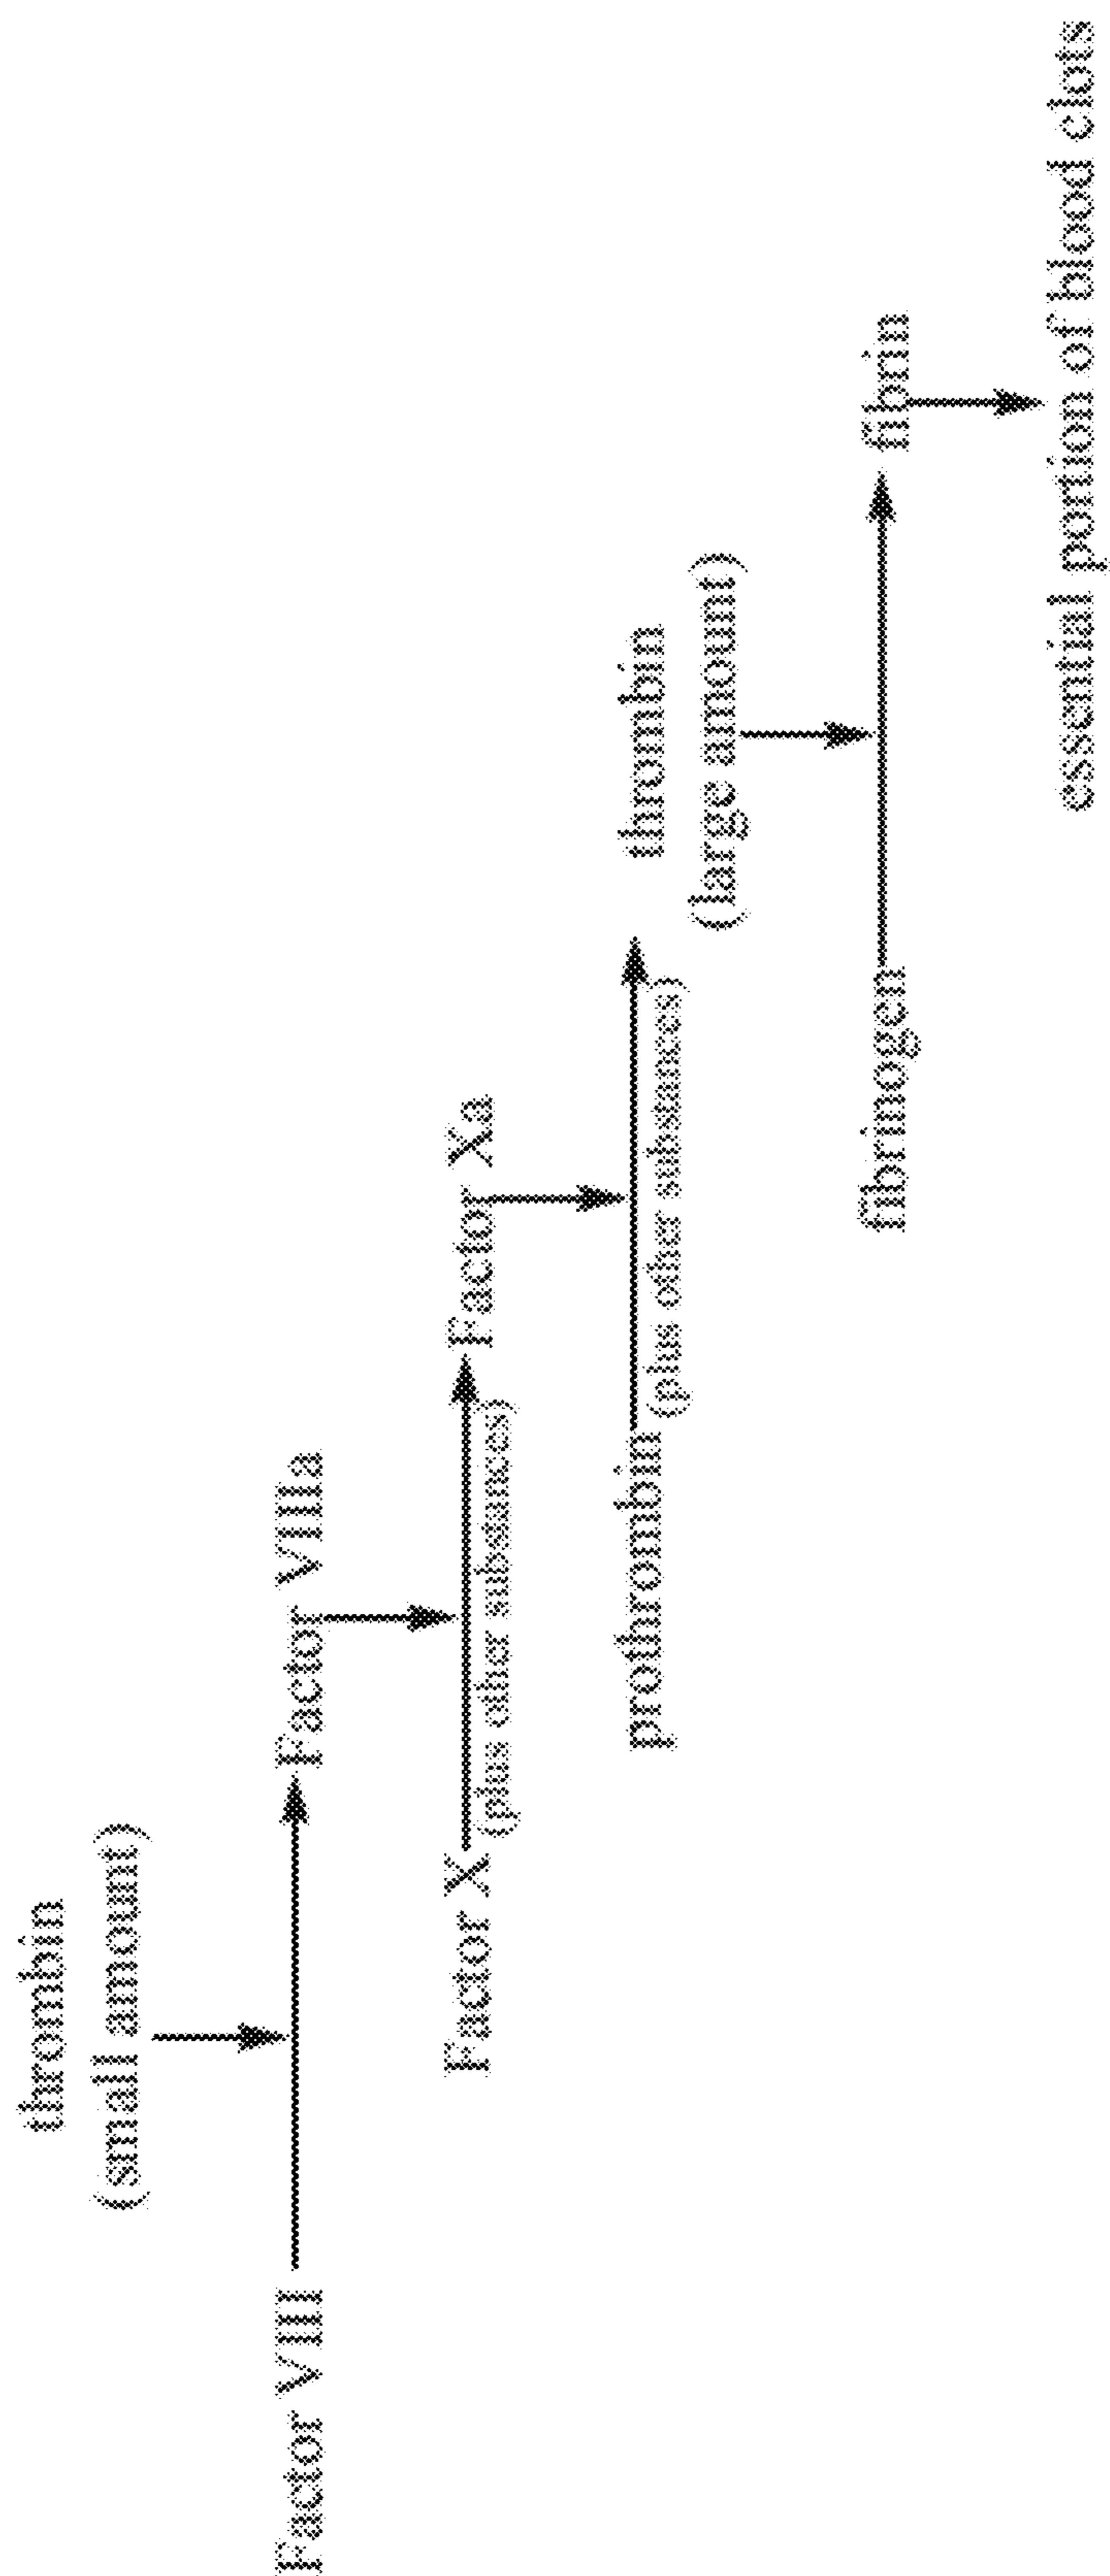 thrombin
(small amount)
Factor VIII
Factor VIIIa
Factor X
(plus other substances)
Factor Xa
prothrombin
(plus other substances)
thrombin
(large amount)
fibrinogen
fibrin
essential portion of blood clots